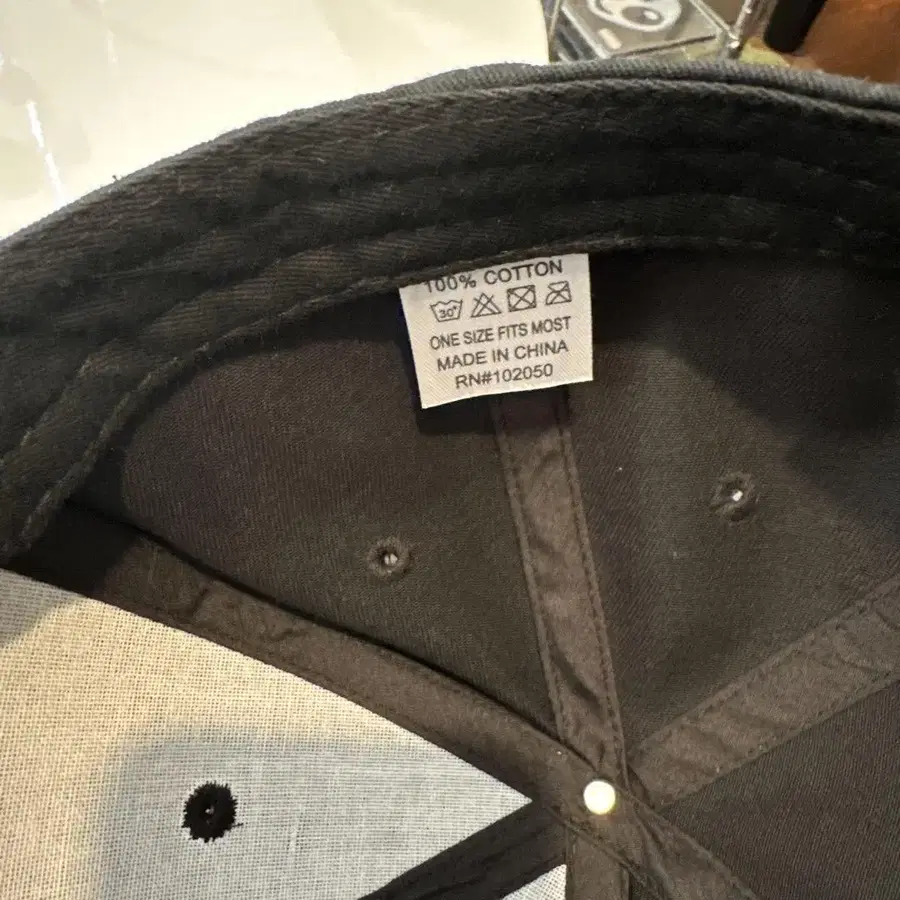 100% COTTON
30°
ONE SIZE FITS MOST
MADE IN CHINA
RN#102050